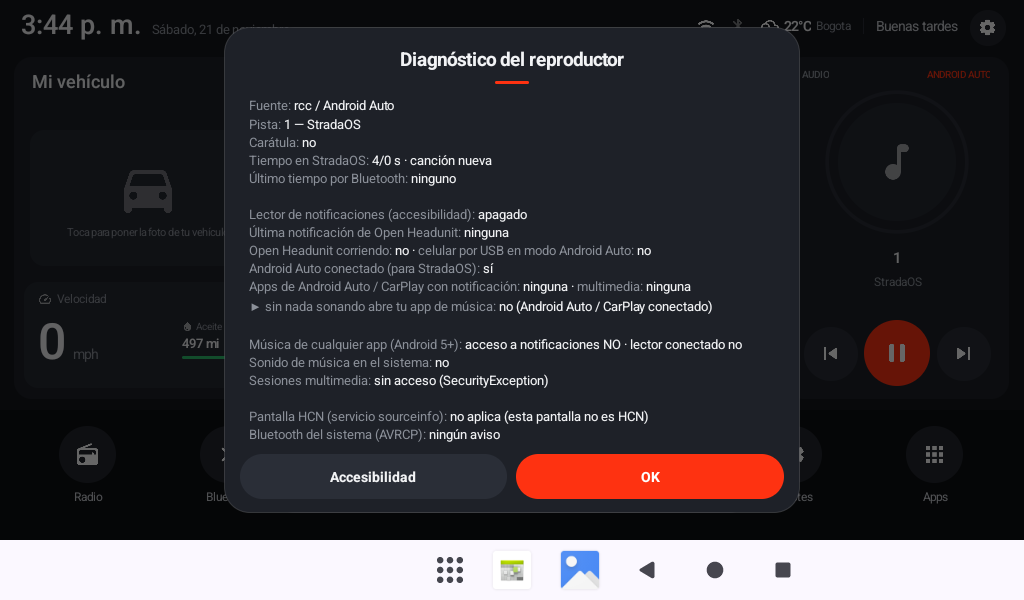 3:44 p. m.
Sábado, 21 de
22°C Bogota
Buenas tardes
Mi vehículo
Diagnóstico del reproductor
AUDIO
ANDROID AUTO
Fuente: rcc / Android Auto
Pista: 1 — StradaOS
Carátula: no
Tiempo en StradaOS: 4/0 s · canción nueva
Último tiempo por Bluetooth: ninguno
Lector de notificaciones (accesibilidad): apagado
Última notificación de Open Headunit: ninguna
Open Headunit corriendo: no · celular por USB en modo Android Auto: no
Android Auto conectado (para StradaOS): sí
Apps de Android Auto / CarPlay con notificación: ninguna · multimedia: ninguna
► sin nada sonando abre tu app de música: no (Android Auto / CarPlay conectado)
Música de cualquier app (Android 5+): acceso a notificaciones NO · lector conectado no
Sonido de música en el sistema: no
Sesiones multimedia: sin acceso (SecurityException)
Pantalla HCN (servicio sourceinfo): no aplica (esta pantalla no es HCN)
Bluetooth del sistema (AVRCP): ningún aviso
Accesibilidad
OK
Toca para poner la foto de tu vehícul
Velocidad
0 mph
Aceite
497 mi
1
StradaOS
Radio
Blue
tes
Apps